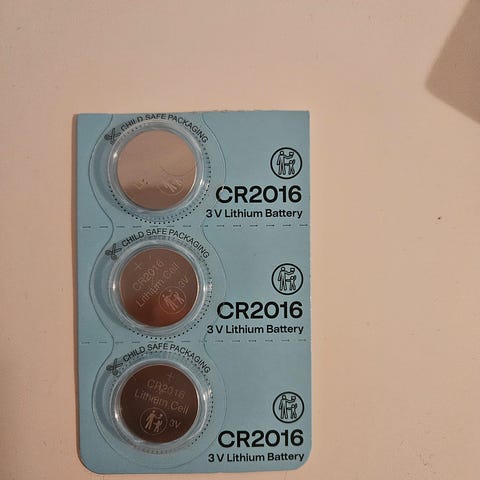 CHILD SAFE PACKAGING
CR2016
3 V Lithium Battery
CHILD SAFE PACKAGING
+
CR2016
Lithium Cell
3V
CR2016
3 V Lithium Battery
CHILD SAFE PACKAGING
+
CR2016
Lithium Cell
3V
CR2016
3 V Lithium Battery